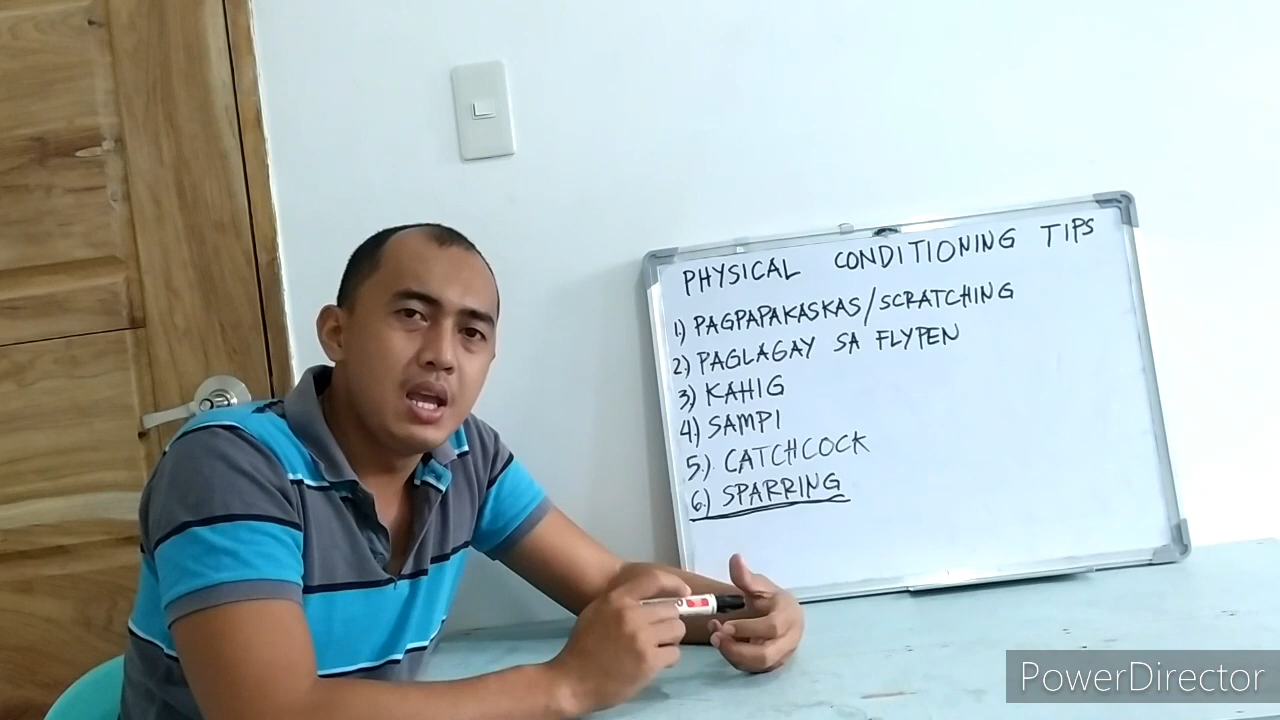 PHYSICAL CONDITIONING TIPS
1) PAGPAPAKASKAS/SCRATCHING
2) PAGLAGAY SA FLYPEN
3) KAHIG
4) SAMPI
5.) CATCHCOCK
6.) SPARRING
PowerDirector